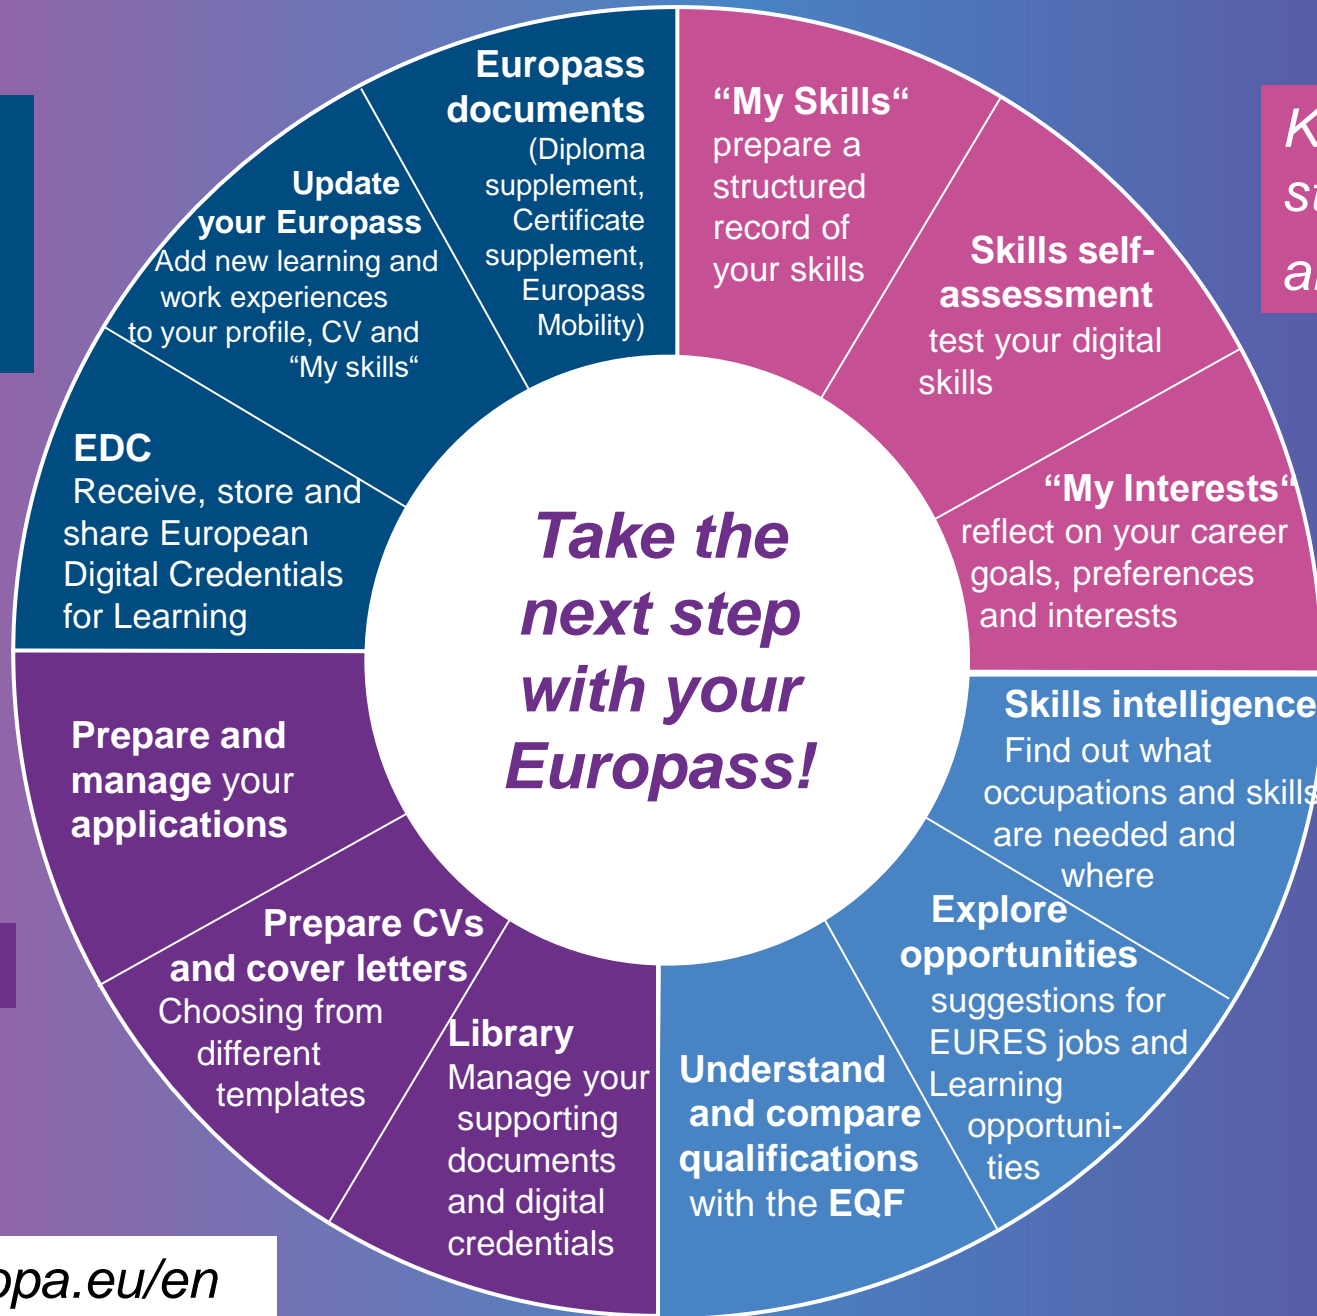 Europass
documents
(Diploma
supplement,
Certificate
supplement,
Europass
Mobility)
“My Skills“
prepare a
structured
record of
your skills
Skills self-
assessment
test your digital
skills
“My Interests“
reflect on your career
goals, preferences
and interests
Skills intelligence
Find out what
occupations and skills
are needed and
where
Explore
opportunities
suggestions for
EURES jobs and
Learning
opportuni-
ties
Understand
and compare
qualifications
with the EQF
Library
Manage your
supporting
documents
and digital
credentials
Prepare CVs
and cover letters
Choosing from
different
templates
Prepare and
manage your
applications
EDC
Receive, store and
share European
Digital Credentials
for Learning
Update
your Europass
Add new learning and
work experiences
to your profile, CV and
“My skills“
Take the
next step
with your
Europass!
opa.eu/en